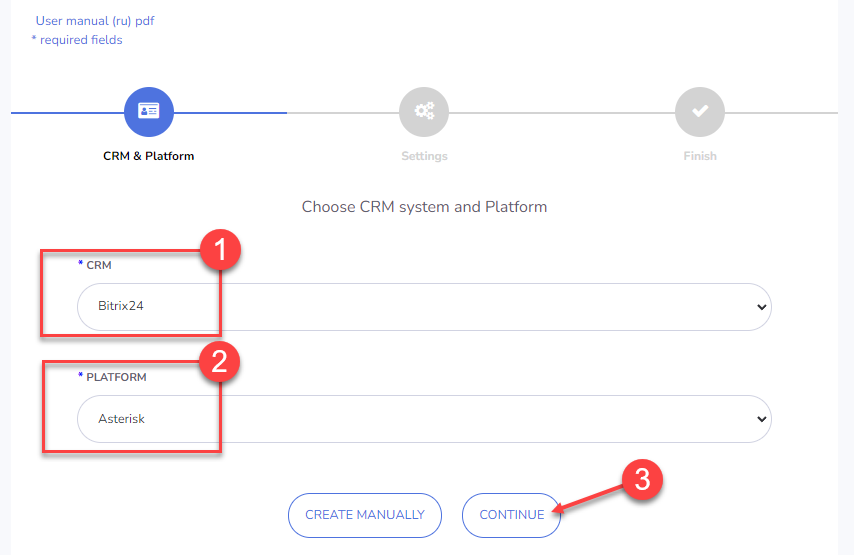 User manual (ru) pdf
* required fields
CRM & Platform
Settings
Finish
Choose CRM system and Platform
1
* CRM
Bitrix24
2
* PLATFORM
Asterisk
3
CREATE MANUALLY
CONTINUE